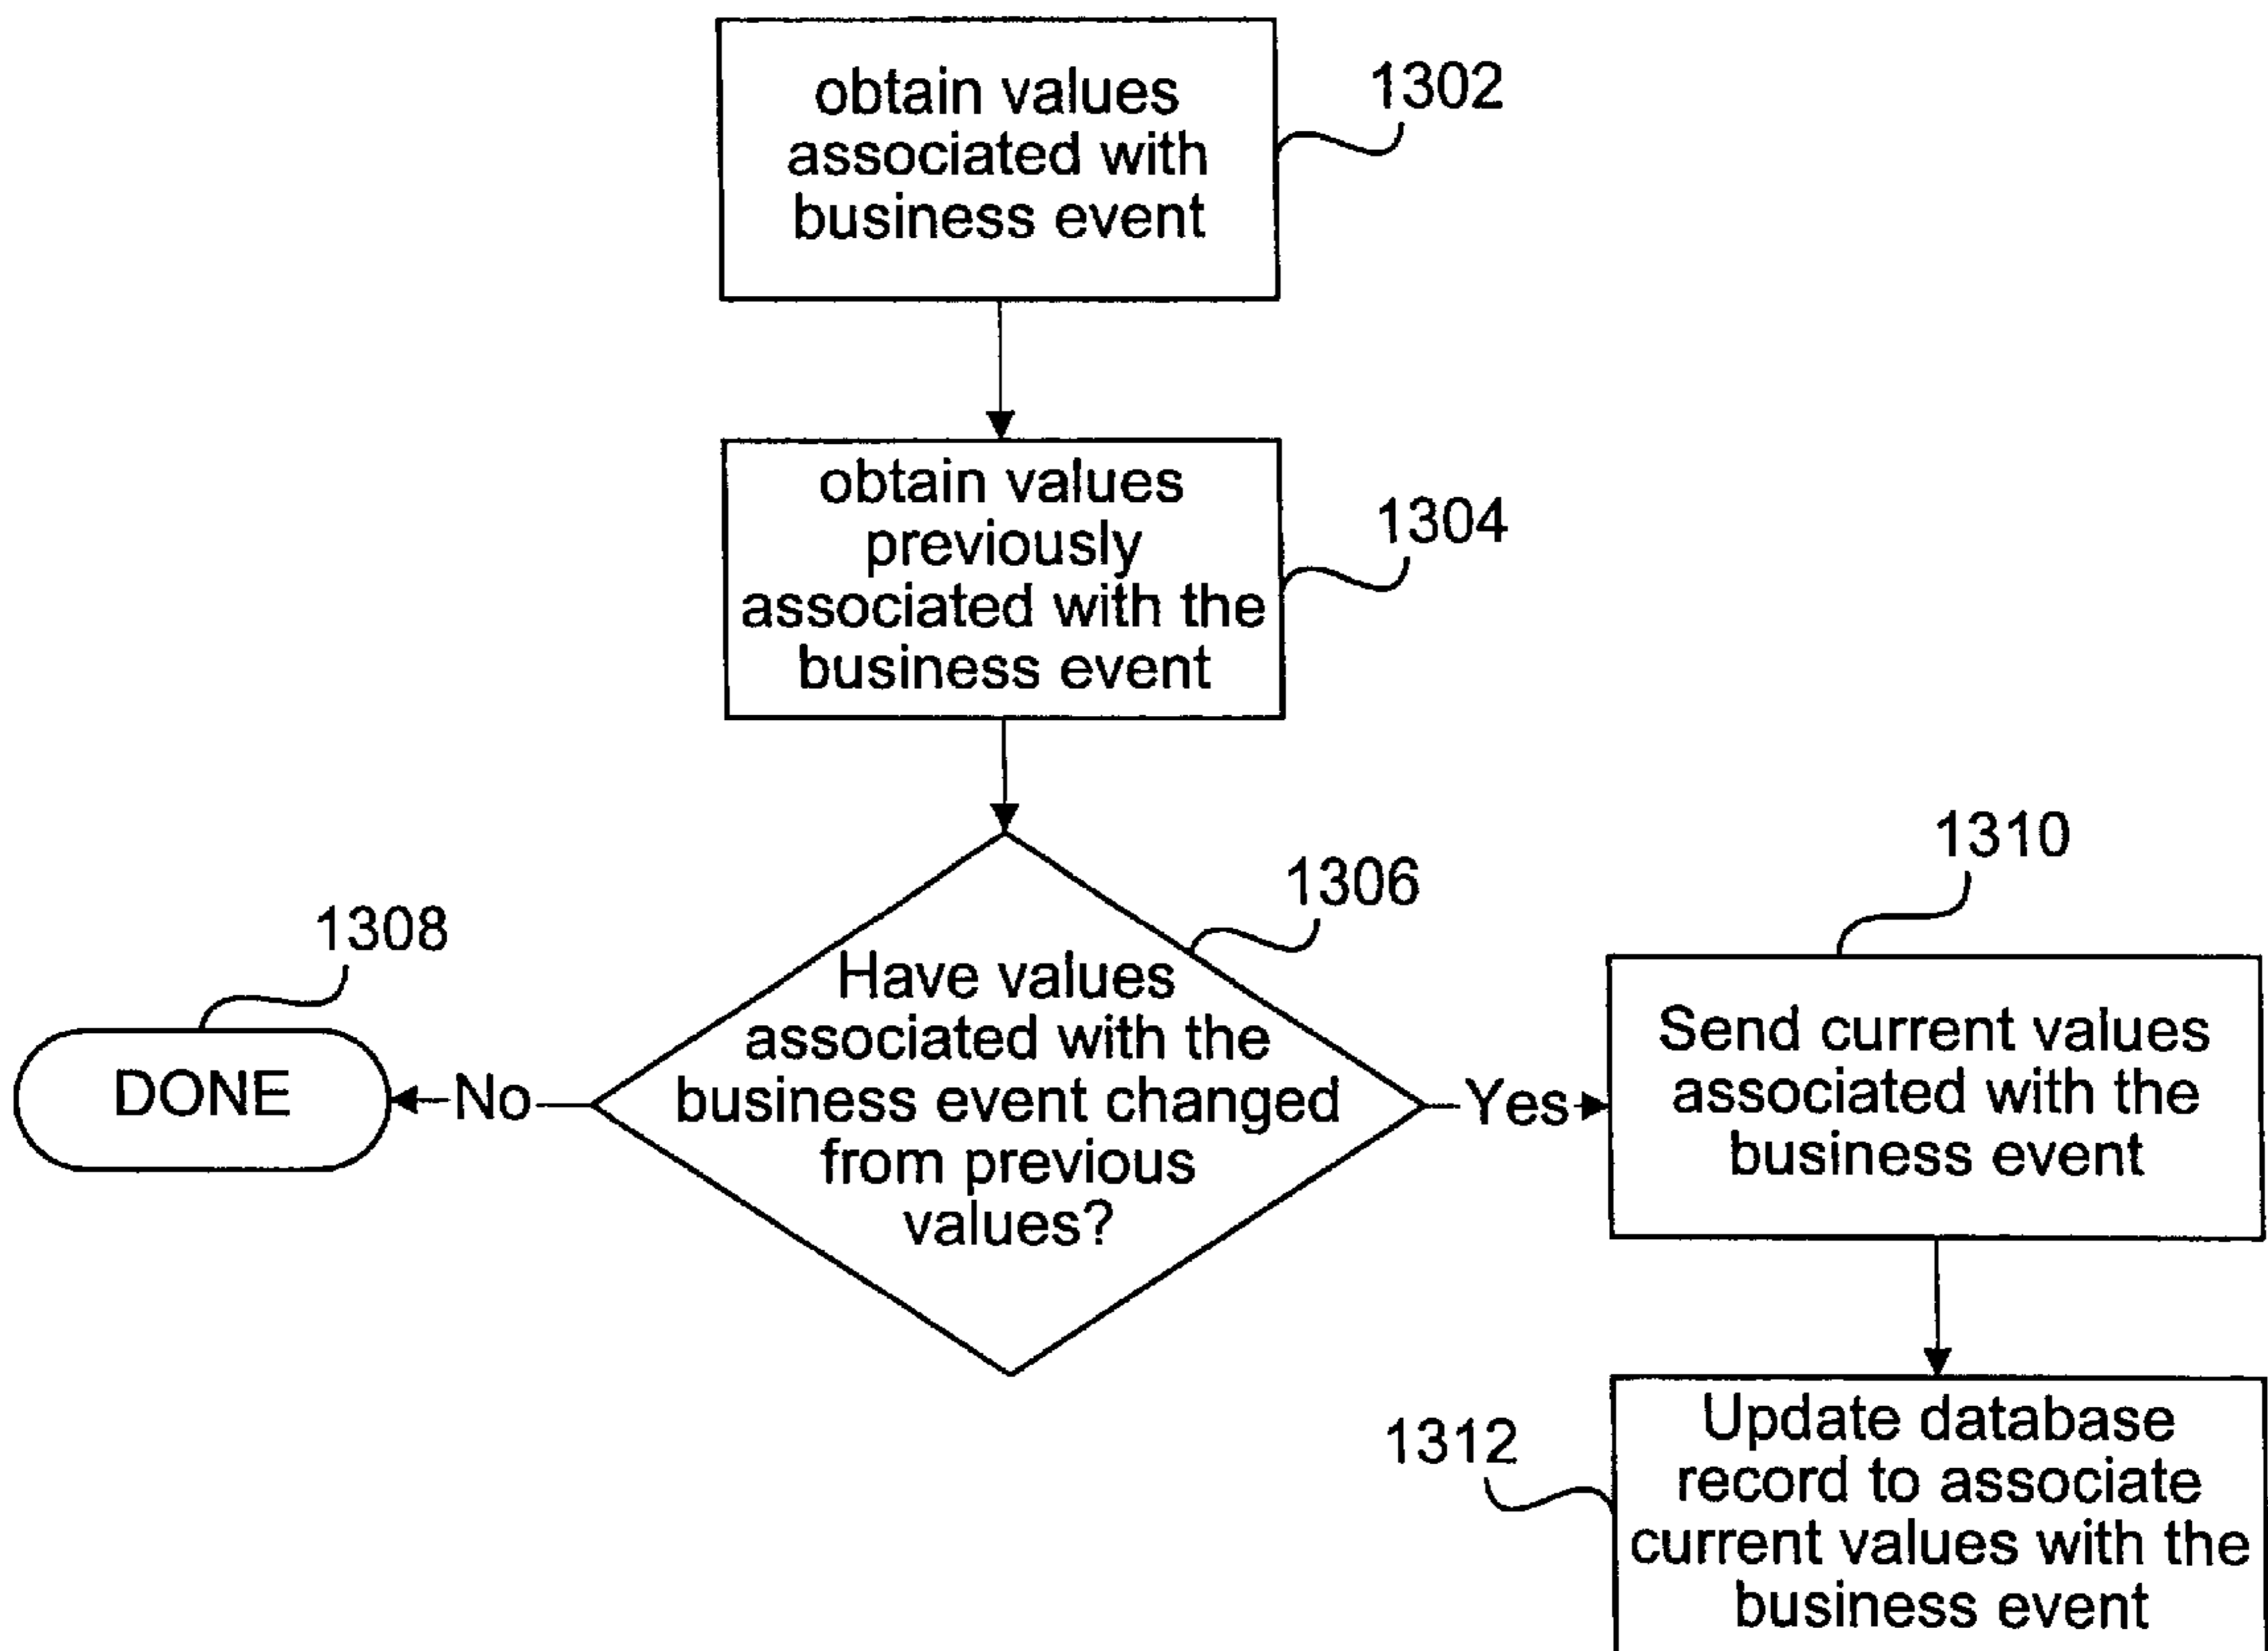 obtain values
associated with
business event
1302
obtain values
previously
associated with the
business event
1304
1306
Have values
associated with the
business event changed
from previous
values?
1308
DONE
No
Yes
1310
Send current values
associated with the
business event
1312
Update database
record to associate
current values with the
business event